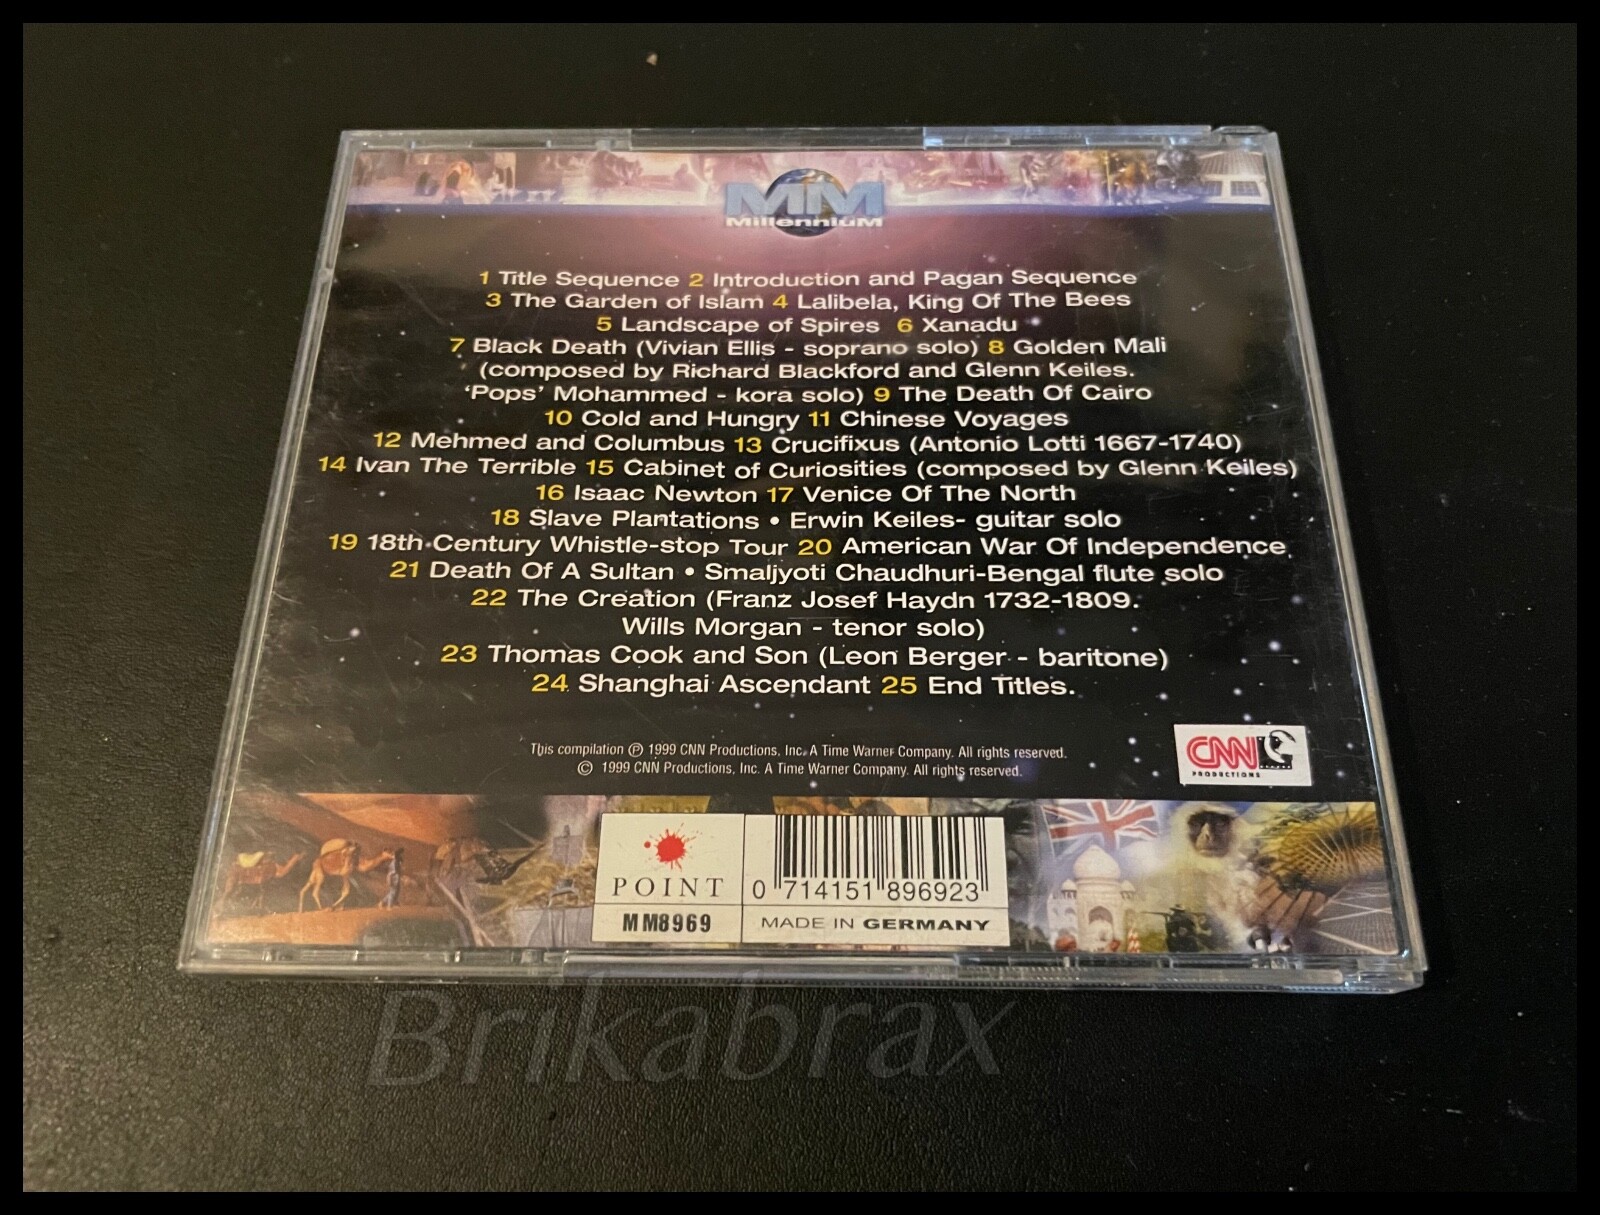 MM
MillenniuM
1 Title Sequence 2 Introduction and Pagan Sequence
3 The Garden of Islam 4 Lalibela, King Of The Bees
5 Landscape of Spires 6 Xanadu
7 Black Death (Vivian Ellis - soprano solo) 8 Golden Mali
(composed by Richard Blackford and Glenn Keiles.
‘Pops’ Mohammed - kora solo) 9 The Death Of Cairo
10 Cold and Hungry 11 Chinese Voyages
12 Mehmed and Columbus 13 Crucifixus (Antonio Lotti 1667-1740)
14 Ivan The Terrible 15 Cabinet of Curiosities (composed by Glenn Keiles)
16 Isaac Newton 17 Venice Of The North
18 Slave Plantations • Erwin Keiles- guitar solo
19 18th Century Whistle-stop Tour 20 American War Of Independence
21 Death Of A Sultan • Smaljyoti Chaudhuri-Bengal flute solo
22 The Creation (Franz Josef Haydn 1732-1809.
Wills Morgan - tenor solo)
23 Thomas Cook and Son (Leon Berger - baritone)
24 Shanghai Ascendant 25 End Titles.
This compilation ℗ 1999 CNN Productions, Inc. A Time Warner Company. All rights reserved.
© 1999 CNN Productions, Inc. A Time Warner Company. All rights reserved.
CNN
PRODUCTIONS
POINT
0 714151 896923
MM8969
MADE IN GERMANY
Brikabrax